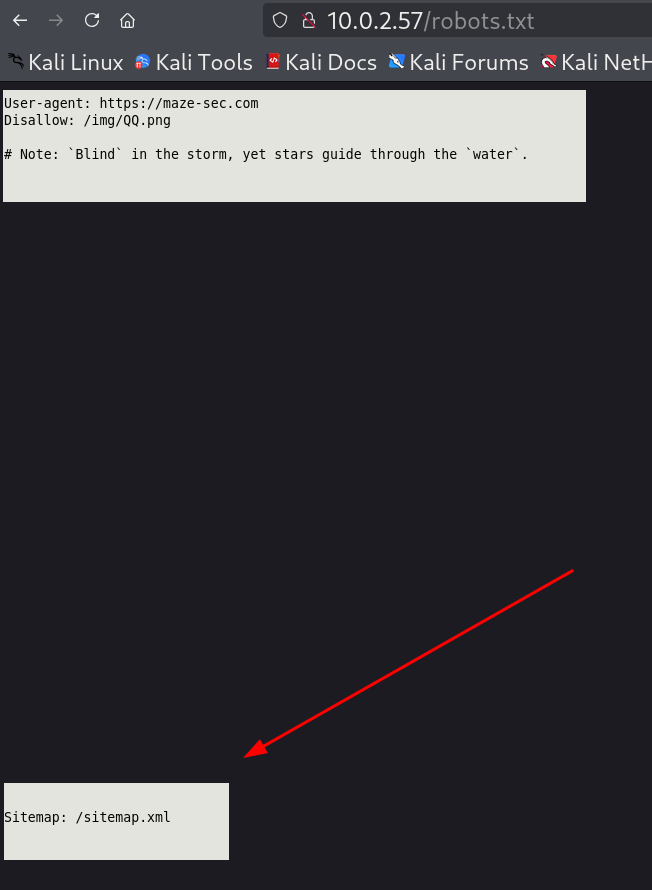 10.0.2.57/robots.txt
Kali Linux Kali Tools Kali Docs Kali Forums Kali NetH
User-agent: https://maze-sec.com
Disallow: /img/QQ.png
# Note: `Blind` in the storm, yet stars guide through the `water`.
Sitemap: /sitemap.xml